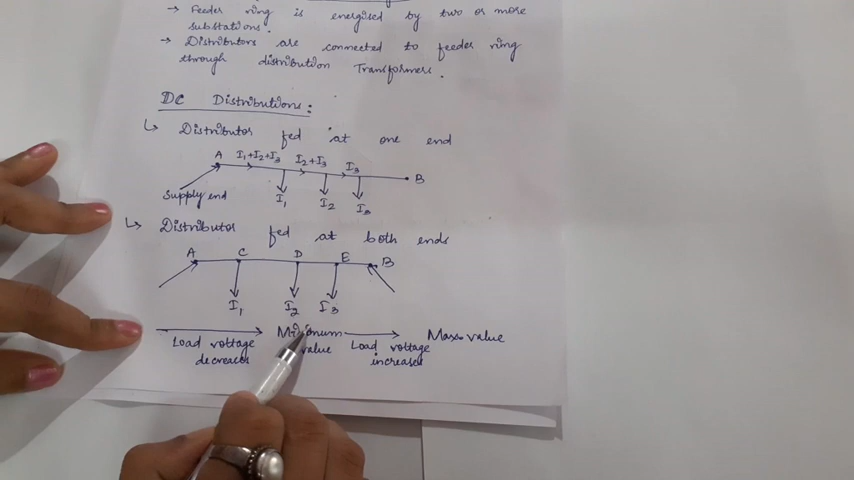 → Feeder ring is energised by two or more
substations.
→ Distributors are connected to feeder ring
through distribution Transformers.
DC Distributions:
↳ Distributor fed at one end
A I1+I2+I3 I2+I3 I3 B
Supply end I1 I2 I3
↳ Distributor fed at both ends
A C D E B
I1 I2 I3
Minimum Max. value
Load voltage value Load voltage
decreases increased